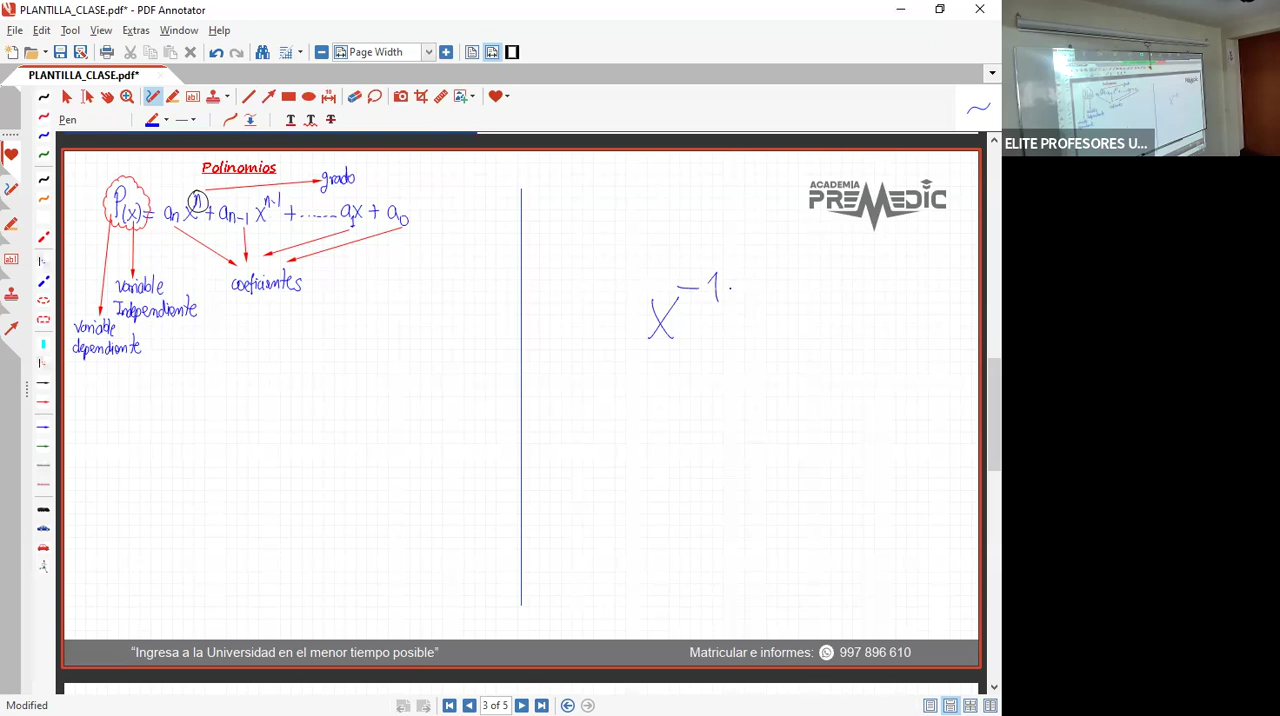 PLANTILLA_CLASE.pdf* - PDF Annotator
File Edit Tool View Extras Window Help
Page Width
PLANTILLA_CLASE.pdf*
Pen
Polinomios
grado
P(x) = aₙ xⁿ + aₙ₋₁ xⁿ⁻¹ + ...... a₁x + a₀
variable
Independiente
coeficientes
variable
dependiente
ACADEMIA
PREMEDIC
x⁻¹.
ELITE PROFESORES U...
“Ingresa a la Universidad en el menor tiempo posible”
Matricular e informes: 997 896 610
Modified
3 of 5